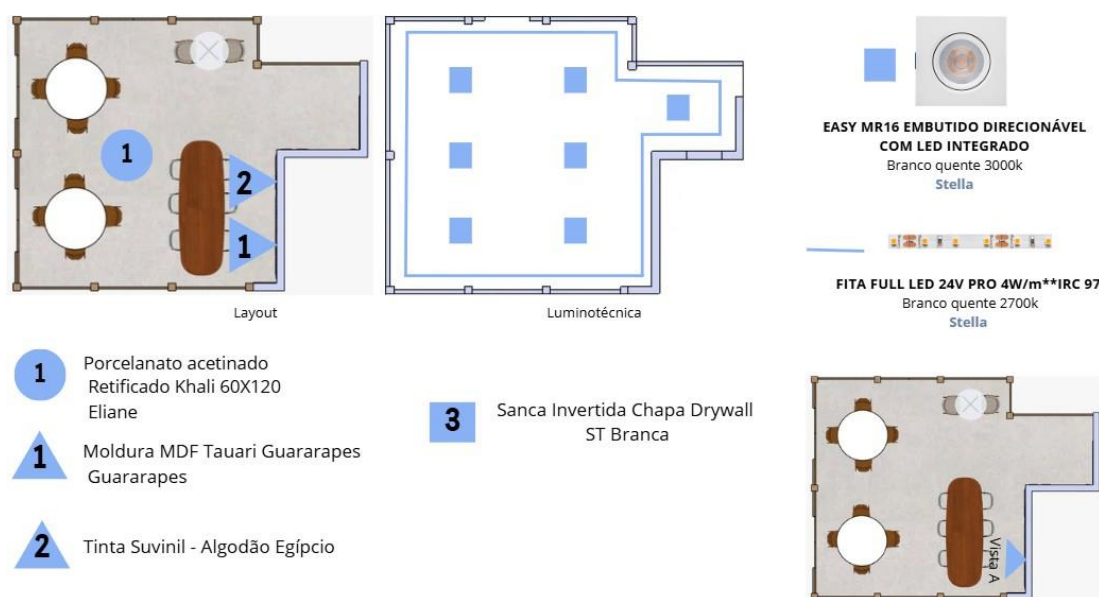 1
2
1
Layout
Luminotécnica
EASY MR16 EMBUTIDO DIRECIONÁVEL
COM LED INTEGRADO
Branco quente 3000k
Stella
FITA FULL LED 24V PRO 4W/m**IRC 97
Branco quente 2700k
Stella
1
Porcelanato acetinado
Retificado Khali 60X120
Eliane
1
Moldura MDF Tauari Guararapes
Guararapes
2
Tinta Suvinil - Algodão Egípcio
3
Sanca Invertida Chapa Drywall
ST Branca
Vista A